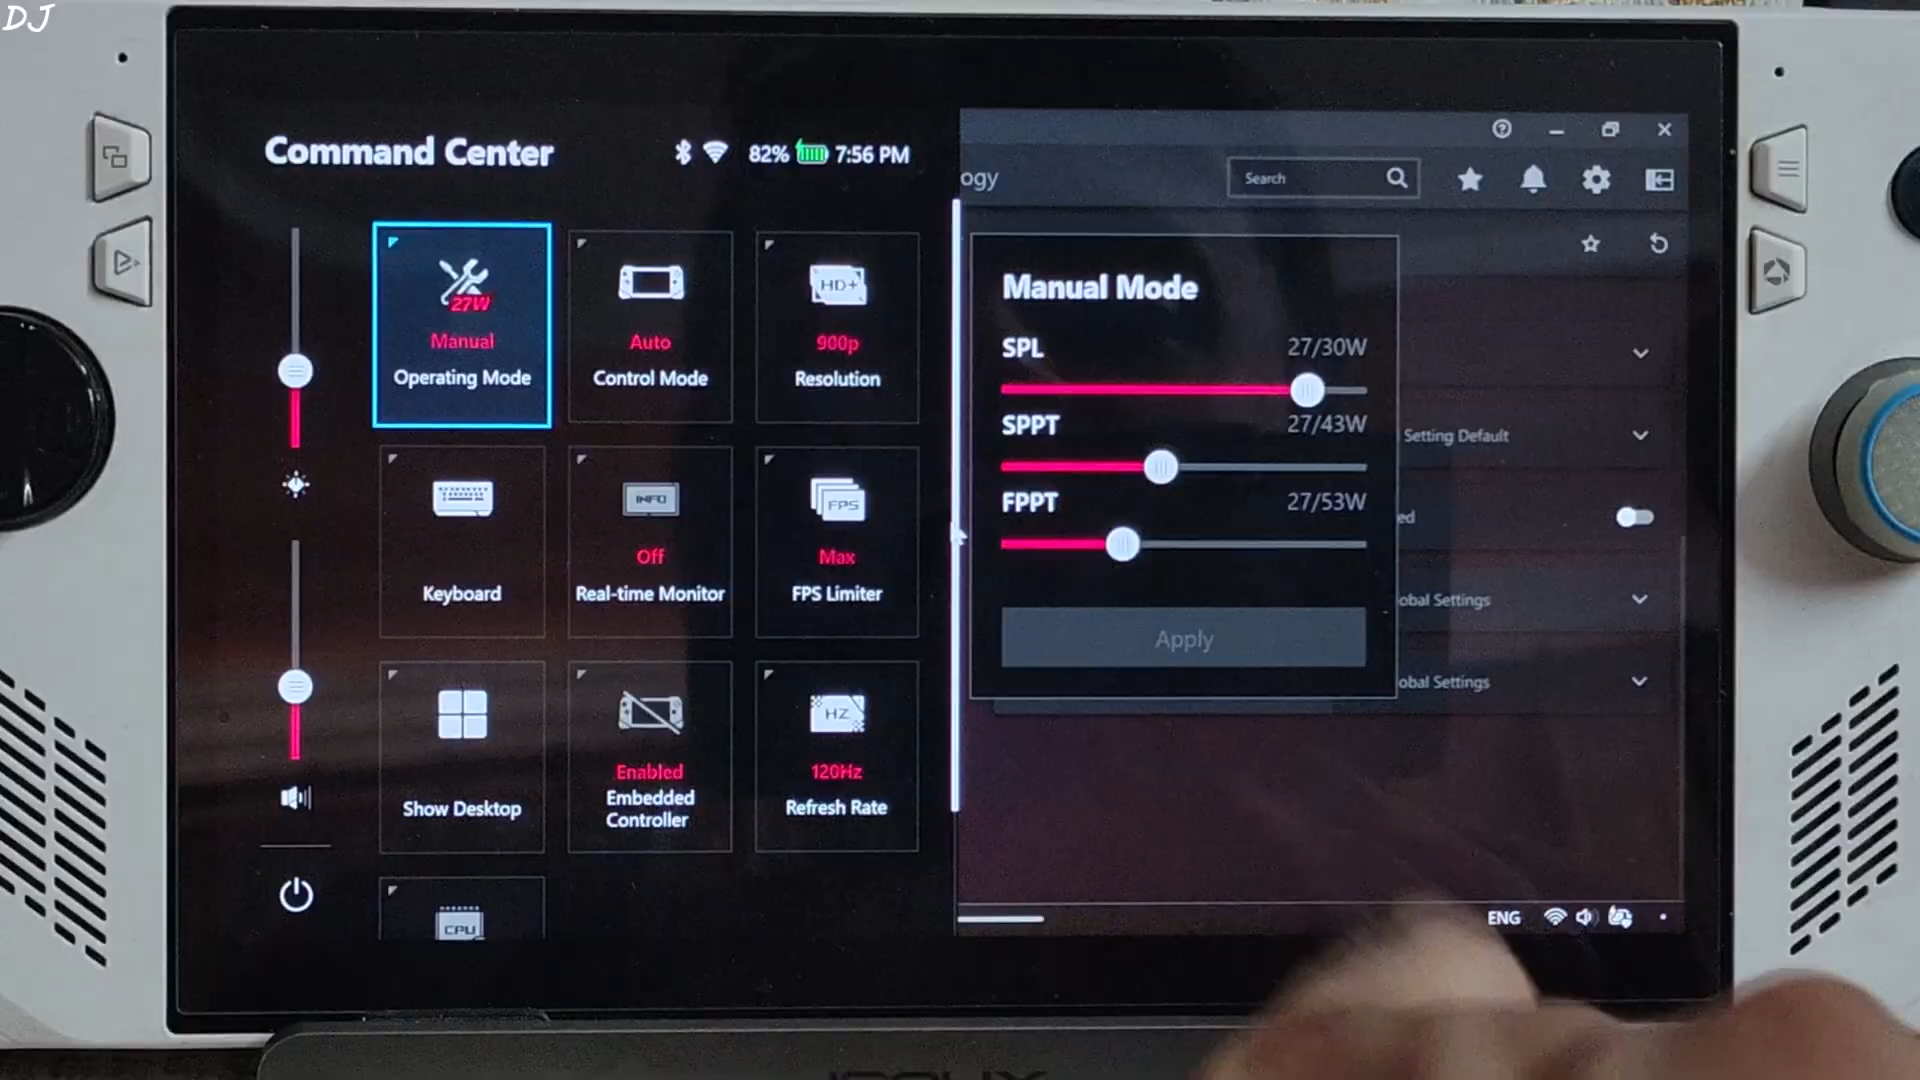 DJ
Command Center
82%
7:56 PM
27W
Manual
Operating Mode
Auto
Control Mode
HD+
900p
Resolution
Keyboard
INFO
Off
Real-time Monitor
FPS
Max
FPS Limiter
Show Desktop
Enabled
Embedded
Controller
HZ
120Hz
Refresh Rate
CPU
ogy
Search
Manual Mode
SPL 27/30W
SPPT 27/43W
FPPT 27/53W
Apply
Setting Default
ed
obal Settings
obal Settings
ENG